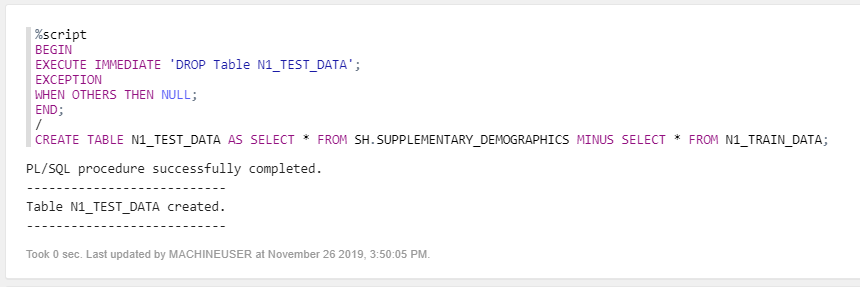 %script
BEGIN
EXECUTE IMMEDIATE 'DROP Table N1_TEST_DATA';
EXCEPTION
WHEN OTHERS THEN NULL;
END;
/
CREATE TABLE N1_TEST_DATA AS SELECT * FROM SH.SUPPLEMENTARY_DEMOGRAPHICS MINUS SELECT * FROM N1_TRAIN_DATA;
PL/SQL procedure successfully completed.
---------------------------
Table N1_TEST_DATA created.
---------------------------
Took 0 sec. Last updated by MACHINEUSER at November 26 2019, 3:50:05 PM.